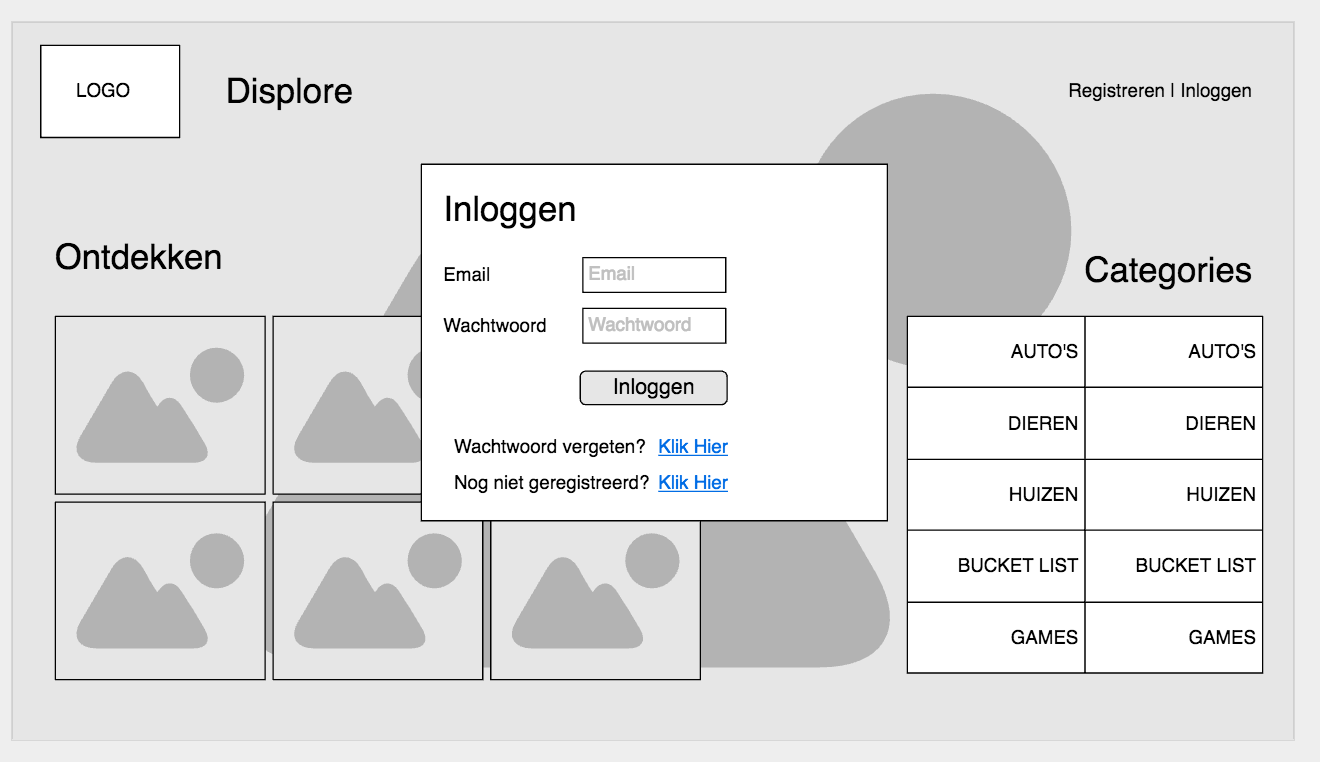 LOGO
Displore
Registreren | Inloggen
Ontdekken
Inloggen
Email Email
Wachtwoord Wachtwoord
Inloggen
Wachtwoord vergeten? Klik Hier
Nog niet geregistreerd? Klik Hier
Categories
AUTO'S AUTO'S
DIEREN DIEREN
HUIZEN HUIZEN
BUCKET LIST BUCKET LIST
GAMES GAMES